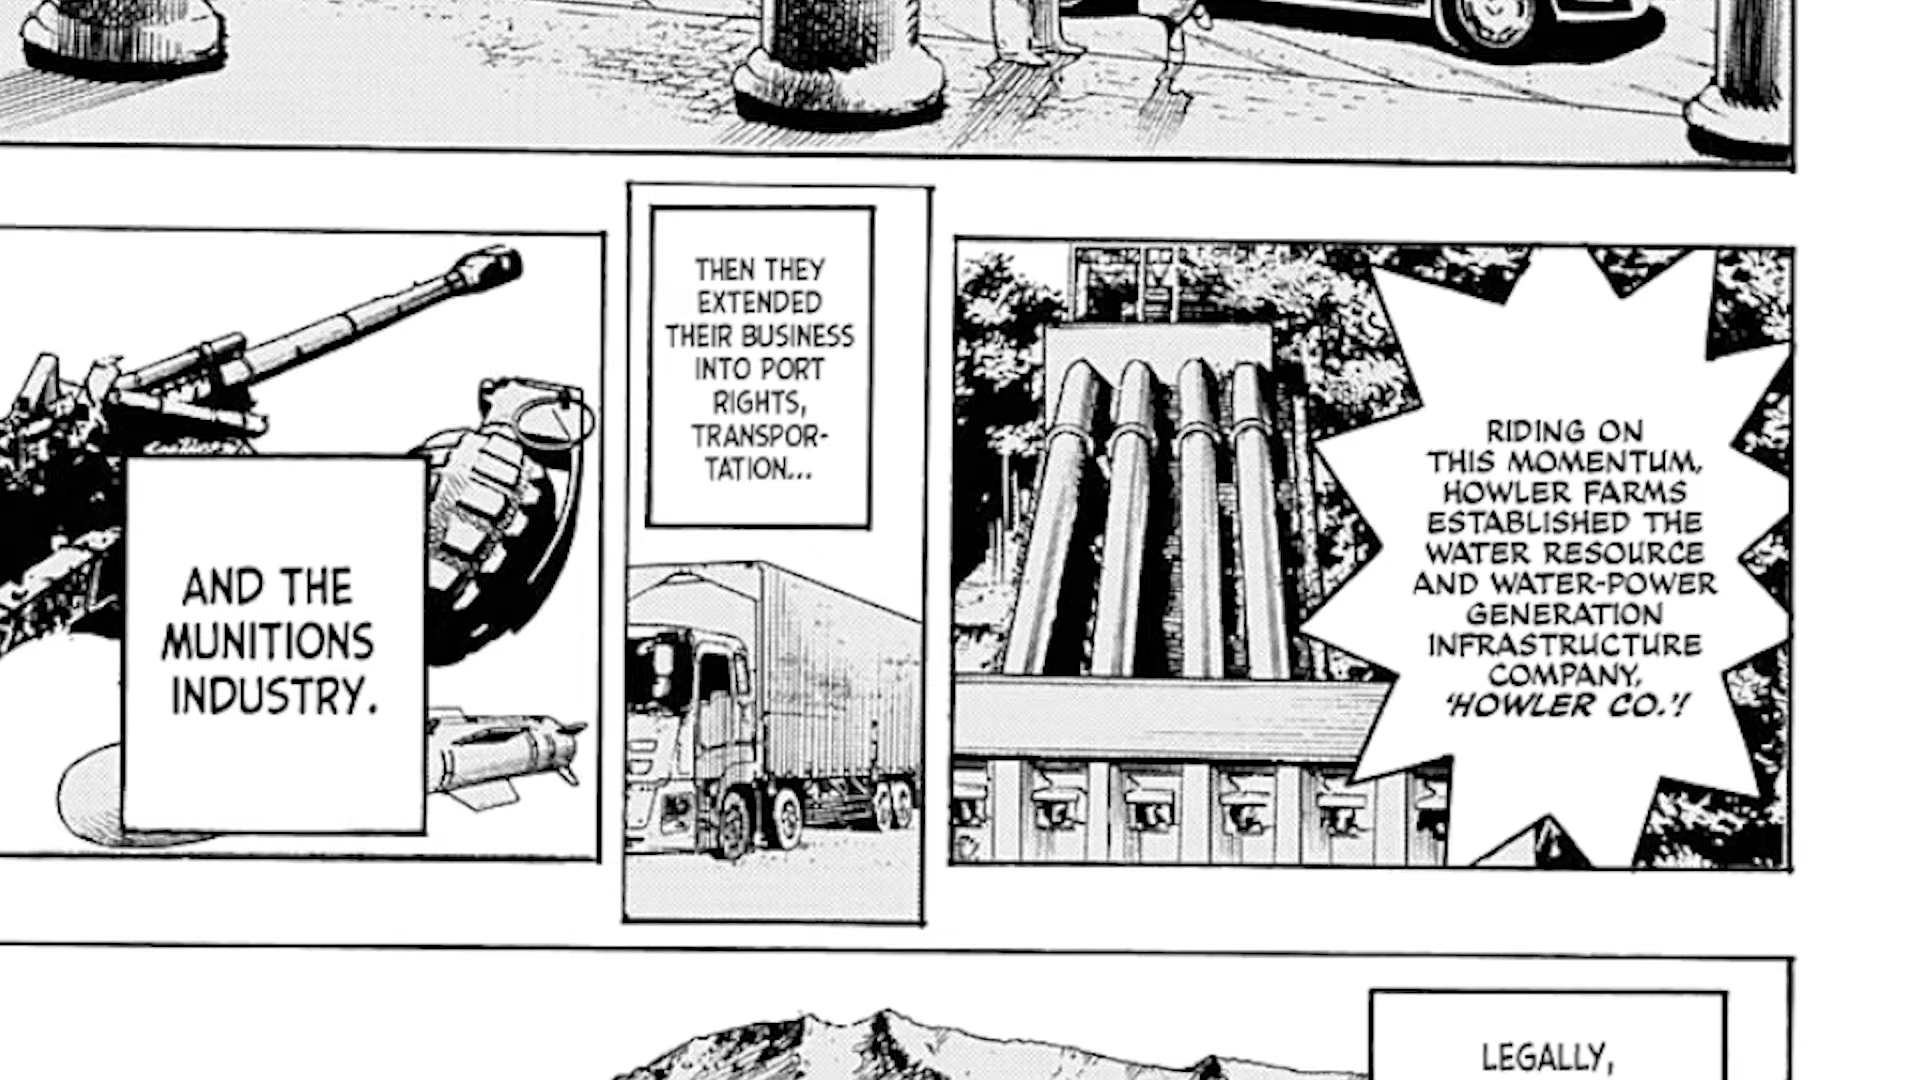 RIDING ON
THIS MOMENTUM,
HOWLER FARMS
ESTABLISHED THE
WATER RESOURCE
AND WATER-POWER
GENERATION
INFRASTRUCTURE
COMPANY,
'HOWLER CO.'!
THEN THEY
EXTENDED
THEIR BUSINESS
INTO PORT
RIGHTS,
TRANSPOR-
TATION...
AND THE
MUNITIONS
INDUSTRY.
LEGALLY,